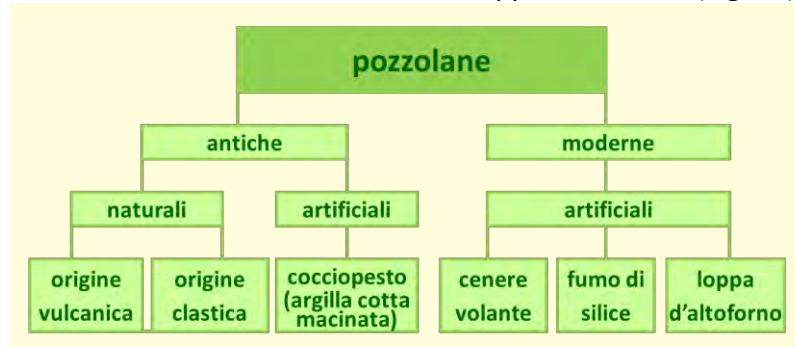 pozzolane
antiche
moderne
naturali
artificiali
artificiali
origine
vulcanica
origine
clastica
cocciopesto
(argilla cotta
macinata)
cenere
volante
fumo di
silice
loppa
d'altoforno